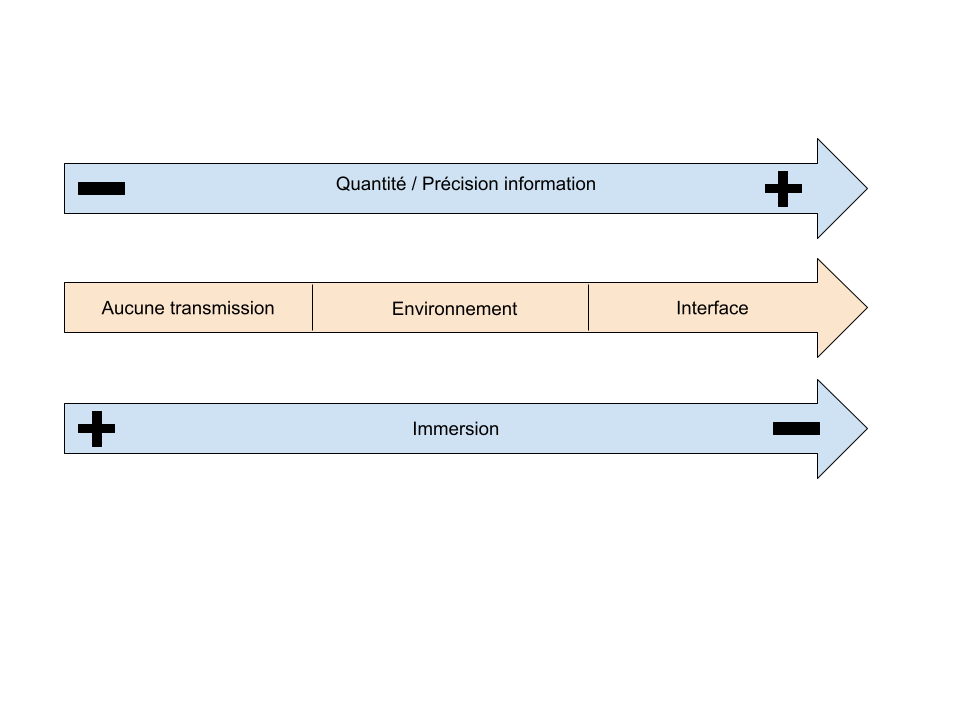 Quantité / Précision information
Aucune transmission
Environnement
Interface
Immersion